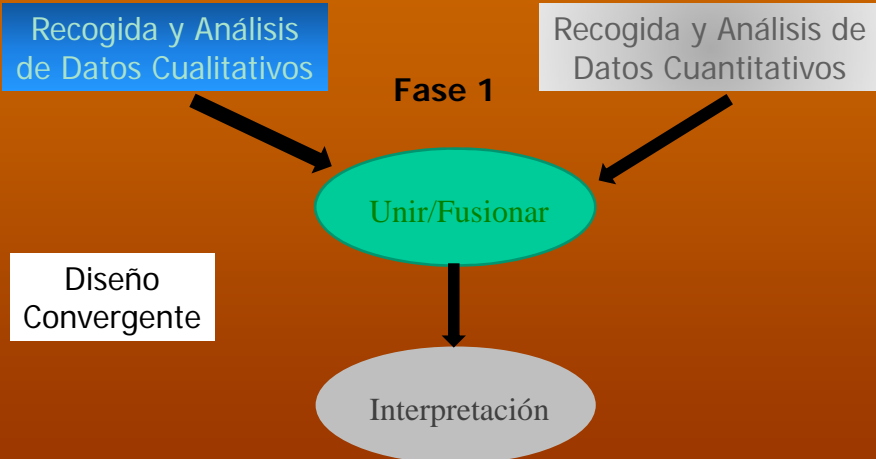 Recogida y Análisis
de Datos Cualitativos
Recogida y Análisis de
Datos Cuantitativos
Fase 1
Unir/Fusionar
Diseño
Convergente
Interpretación